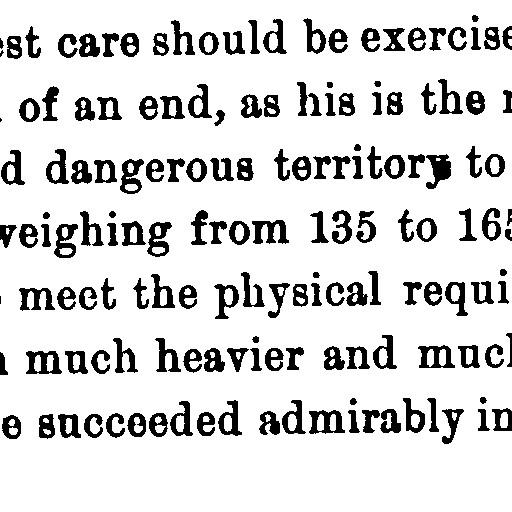 est care should be exercise
of an end, as his is the
d dangerous territory to
weighing from 135 to 165
meet the physical requi
much heavier and much
e succeeded admirably in